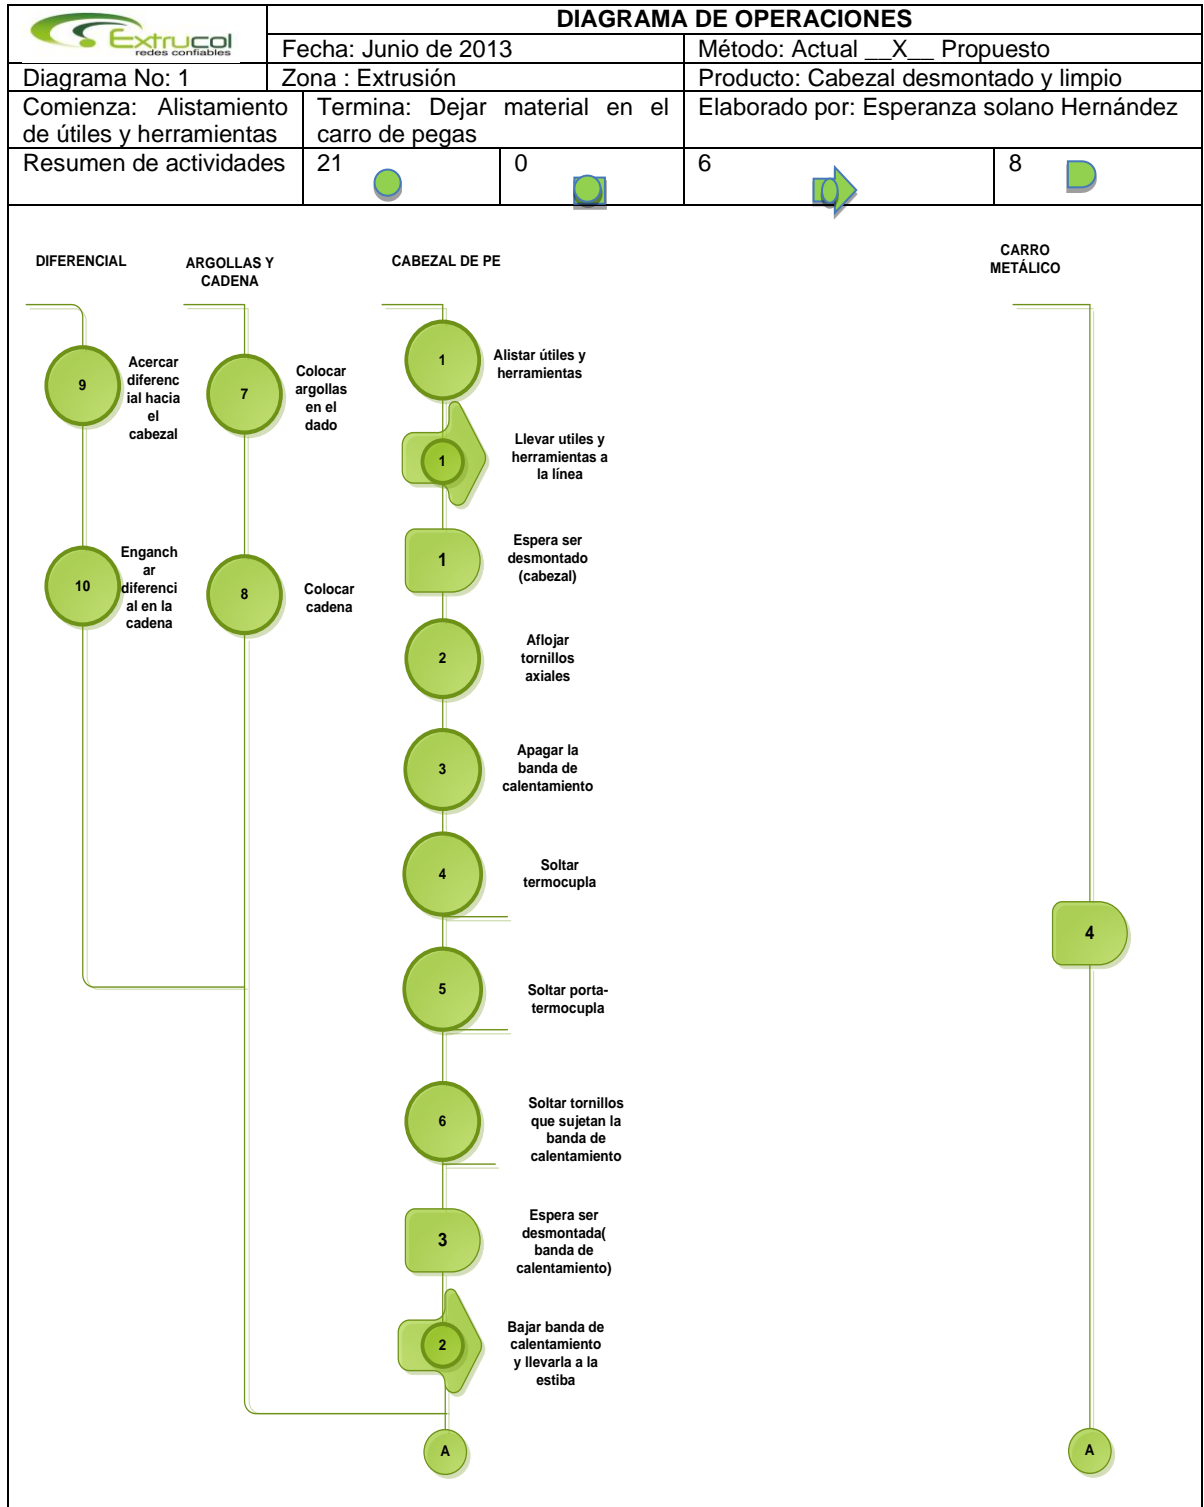 Extrucol
redes confiables
DIAGRAMA DE OPERACIONES
Fecha: Junio de 2013
Método: Actual __X__ Propuesto
Diagrama No: 1
Zona : Extrusión
Producto: Cabezal desmontado y limpio
Comienza: Alistamiento
de útiles y herramientas
Termina: Dejar material en el
carro de pegas
Elaborado por: Esperanza solano Hernández
Resumen de actividades
21
0
6
8
DIFERENCIAL
ARGOLLAS Y
CADENA
CABEZAL DE PE
CARRO
METÁLICO
9
Acercar
diferenc
ial hacia
el
cabezal
10
Enganch
ar
diferenci
al en la
cadena
7
Colocar
argollas
en el
dado
8
Colocar
cadena
1
Alistar útiles y
herramientas
1
Llevar utiles y
herramientas a
la línea
1
Espera ser
desmontado
(cabezal)
2
Aflojar
tornillos
axiales
3
Apagar la
banda de
calentamiento
4
Soltar
termocupla
5
Soltar porta-
termocupla
6
Soltar tornillos
que sujetan la
banda de
calentamiento
3
Espera ser
desmontada(
banda de
calentamiento)
2
Bajar banda de
calentamiento
y llevarla a la
estiba
A
4
A